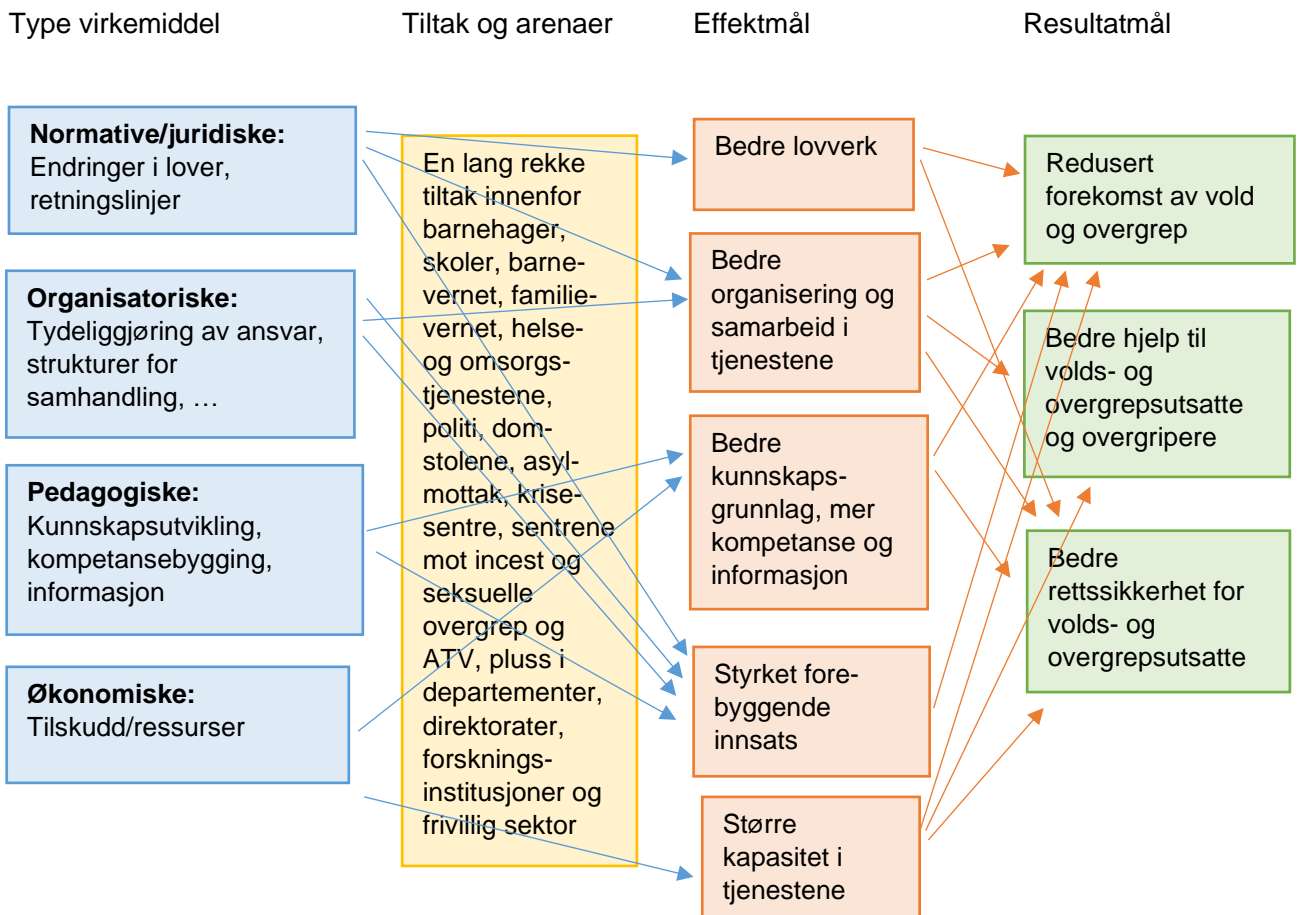 Type virkemiddel
Tiltak og arenaer
Effektmål
Resultatmål
Normative/juridiske:
Endringer i lover,
retningslinjer
Organisatoriske:
Tydeliggjøring av ansvar,
strukturer for
samhandling, …
Pedagogiske:
Kunnskapsutvikling,
kompetansebygging,
informasjon
Økonomiske:
Tilskudd/ressurser
En lang rekke
tiltak innenfor
barnehager,
skoler, barne-
vernet, familie-
vernet, helse-
og omsorgs-
tjenestene,
politi, dom-
stolene, asyl-
mottak, krise-
sentre, sentrene
mot incest og
seksuelle
overgrep og
ATV, pluss i
departementer,
direktorater,
forsknings-
institusjoner og
frivillig sektor
Bedre lovverk
Bedre
organisering og
samarbeid i
tjenestene
Bedre
kunnskaps-
grunnlag, mer
kompetanse og
informasjon
Styrket fore-
byggende
innsats
Større
kapasitet i
tjenestene
Redusert
forekomst av vold
og overgrep
Bedre hjelp til
volds- og
overgrepsutsatte
og overgripere
Bedre
rettssikkerhet for
volds- og
overgrepsutsatte